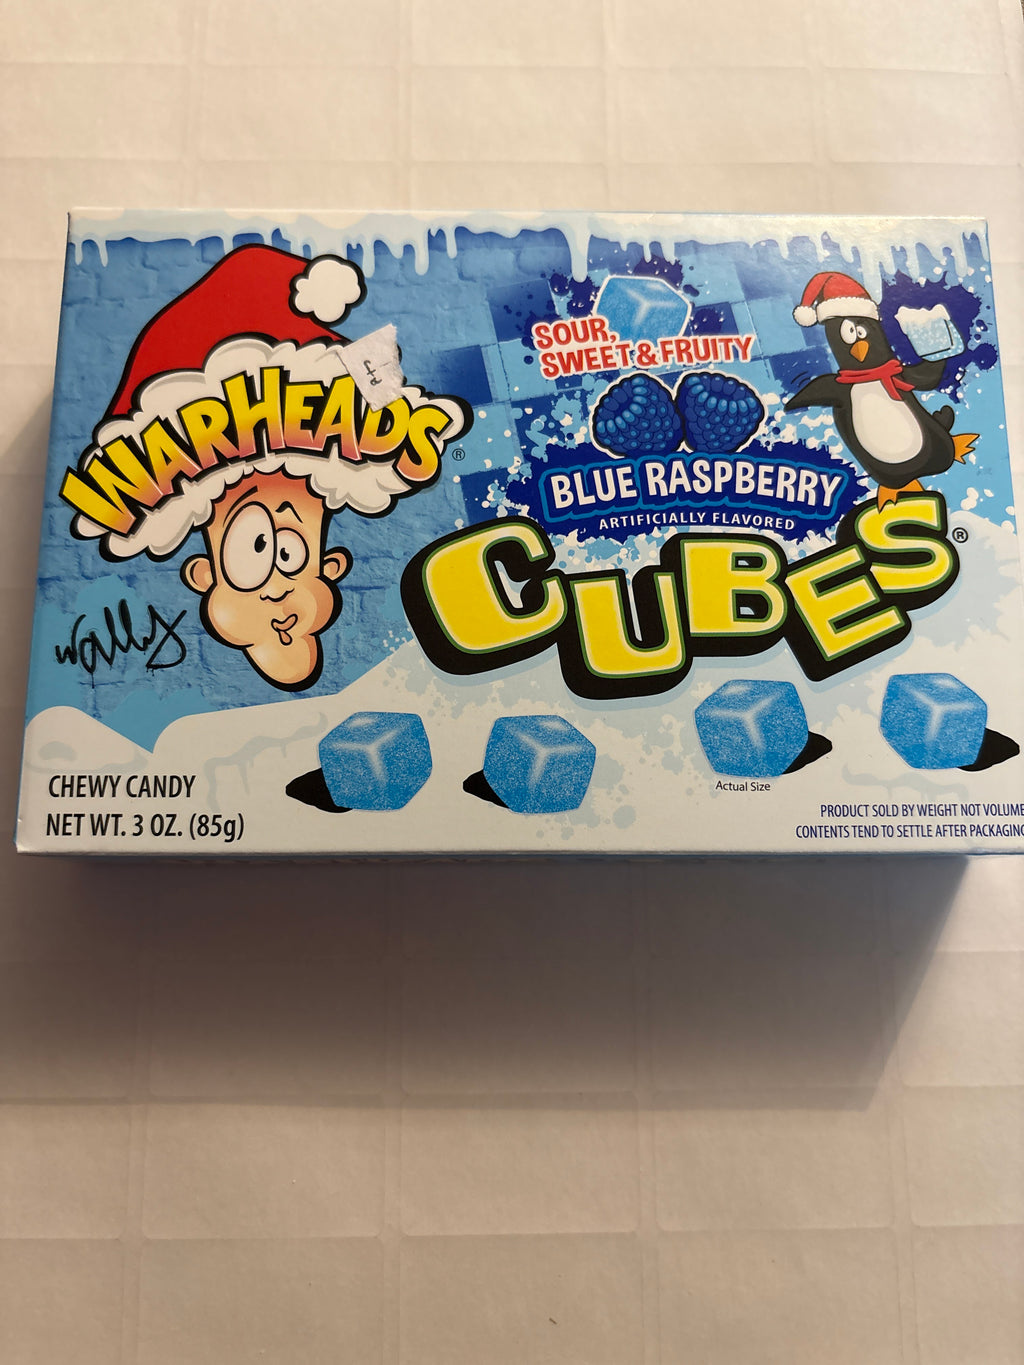 WARHEADS®
Wally
SOUR,
SWEET & FRUITY
BLUE RASPBERRY
ARTIFICIALLY FLAVORED
CUBES®
Actual Size
CHEWY CANDY
NET WT. 3 OZ. (85g)
PRODUCT SOLD BY WEIGHT NOT VOLUME
CONTENTS TEND TO SETTLE AFTER PACKAGING